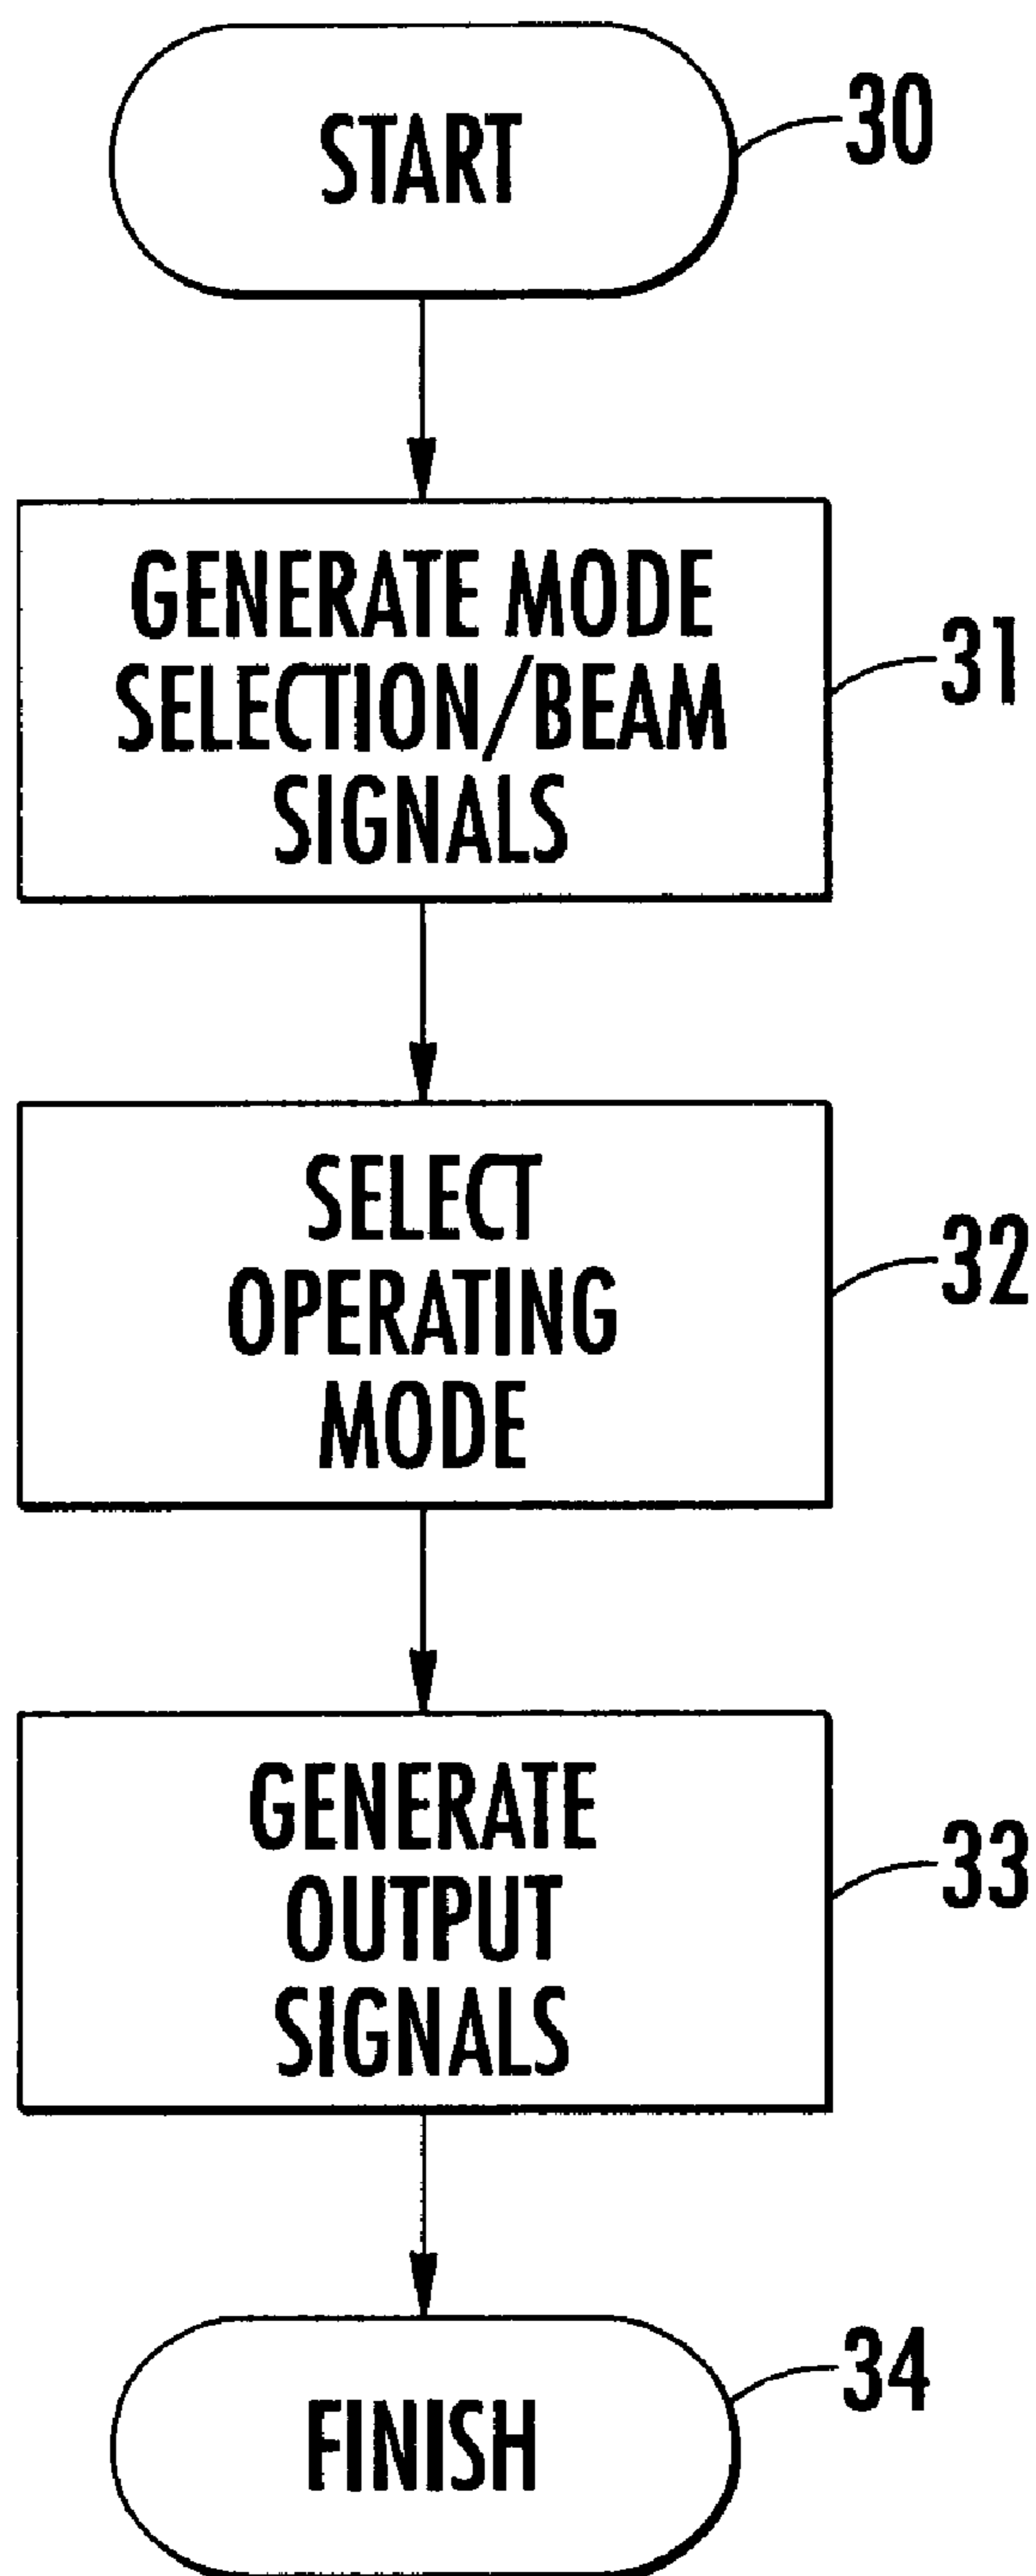 START
30
GENERATE MODE
SELECTION/BEAM
SIGNALS
31
SELECT
OPERATING
MODE
32
GENERATE
OUTPUT
SIGNALS
33
FINISH
34